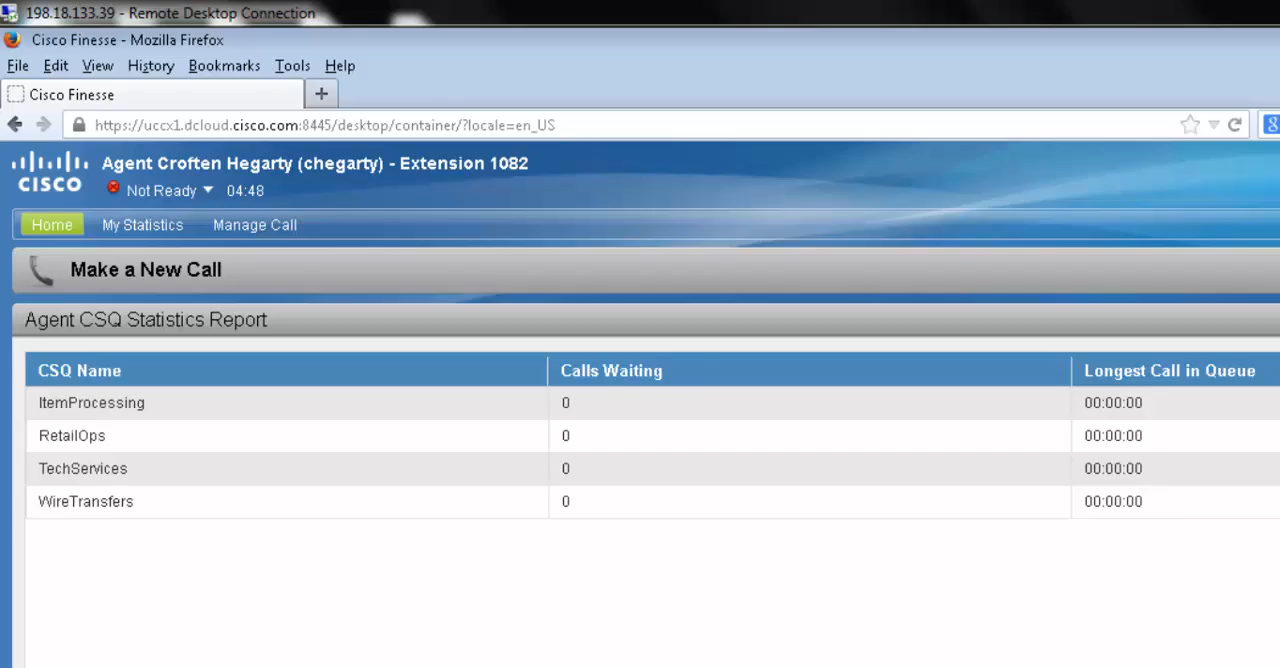 198.18.133.39 - Remote Desktop Connection
Cisco Finesse - Mozilla Firefox
File Edit View History Bookmarks Tools Help
Cisco Finesse +
https://uccx1.dcloud.cisco.com:8445/desktop/container/?locale=en_US 8
CISCO Agent Croften Hegarty (chegarty) - Extension 1082
Not Ready 04:48
Home My Statistics Manage Call
Make a New Call
Agent CSQ Statistics Report
CSQ Name Calls Waiting Longest Call in Queue
ItemProcessing 0 00:00:00
RetailOps 0 00:00:00
TechServices 0 00:00:00
WireTransfers 0 00:00:00